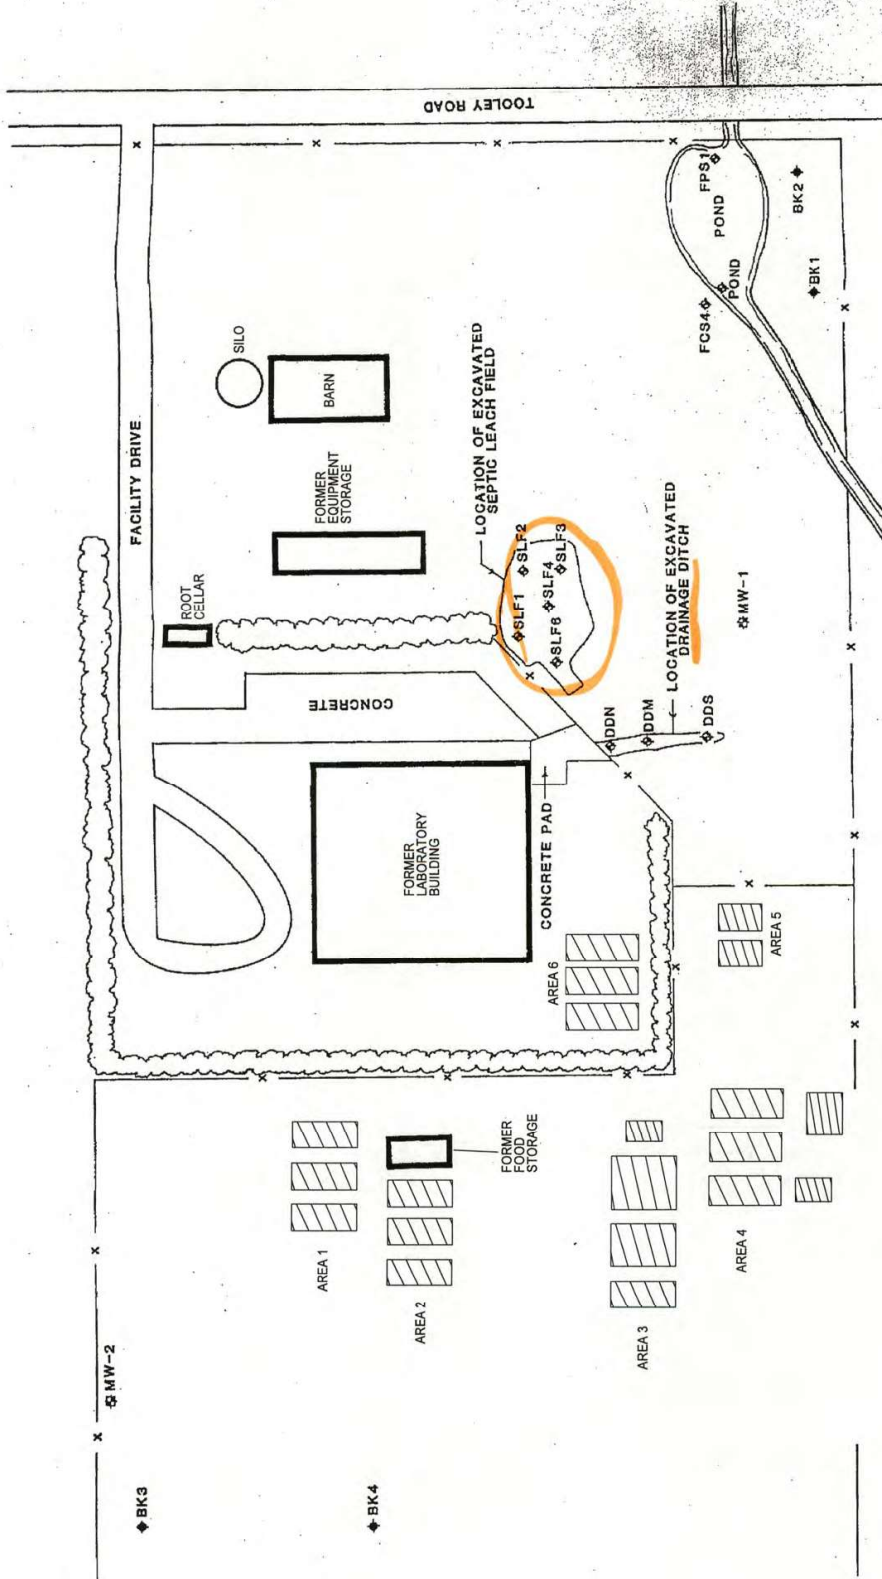 TOOLEY ROAD
FACILITY DRIVE
SILO
BARN
FORMER
EQUIPMENT
STORAGE
ROOT
CELLAR
CONCRETE
LOCATION OF EXCAVATED
SEPTIC LEACH FIELD
SLF1
SLF2
SLF3
SLF4
SLF6
FPS1
POND
POND
FCS4
BK2
BK1
LOCATION OF EXCAVATED
DRAINAGE DITCH
MW-1
DDN
DDM
DDS
FORMER
LABORATORY
BUILDING
CONCRETE PAD
AREA 6
AREA 5
FORMER
FOOD
STORAGE
AREA 1
AREA 2
AREA 3
AREA 4
MW-2
BK3
BK4